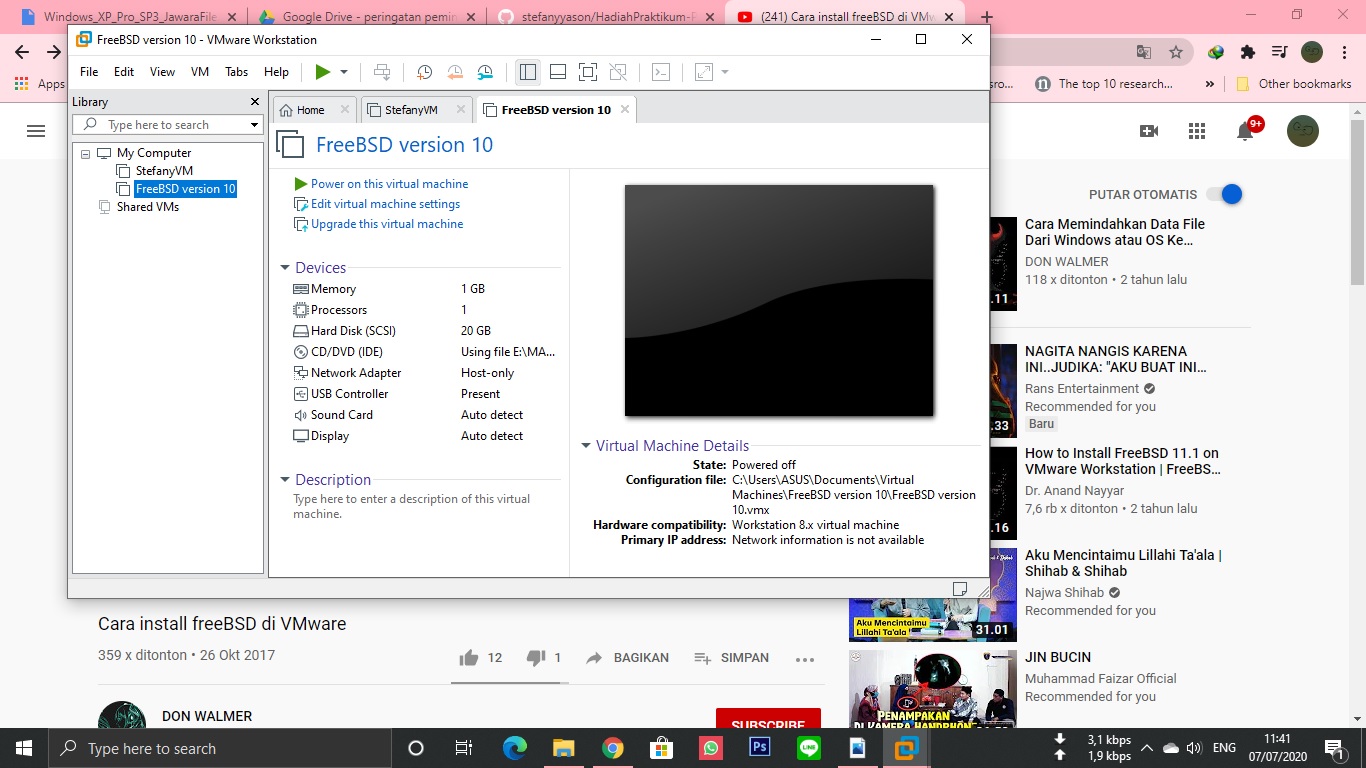 Windows_XP_Pro_SP3_JawaraFile
Google Drive - peringatan pemin
stefanyyason/HadiahPraktikum-P
(241) Cara install freeBSD di VMw
FreeBSD version 10 - VMware Workstation
File Edit View VM Tabs Help
Apps
The top 10 research...
»
Other bookmarks
Library
Type here to search
My Computer
StefanyVM
FreeBSD version 10
Shared VMs
Home
StefanyVM
FreeBSD version 10
FreeBSD version 10
Power on this virtual machine
Edit virtual machine settings
Upgrade this virtual machine
Devices
Memory 1 GB
Processors 1
Hard Disk (SCSI) 20 GB
CD/DVD (IDE) Using file E:\MA...
Network Adapter Host-only
USB Controller Present
Sound Card Auto detect
Display Auto detect
Description
Type here to enter a description of this virtual
machine.
Virtual Machine Details
State: Powered off
Configuration file: C:\Users\ASUS\Documents\Virtual
Machines\FreeBSD version 10\FreeBSD version
10.vmx
Hardware compatibility: Workstation 8.x virtual machine
Primary IP address: Network information is not available
9+
PUTAR OTOMATIS
Cara Memindahkan Data File
Dari Windows atau OS Ke...
DON WALMER
118 x ditonton • 2 tahun lalu
.11
NAGITA NANGIS KARENA
INI..JUDIKA: "AKU BUAT INI...
Rans Entertainment
Recommended for you
Baru
.33
How to Install FreeBSD 11.1 on
VMware Workstation | FreeBS...
Dr. Anand Nayyar
7,6 rb x ditonton • 2 tahun lalu
.16
Aku Mencintaimu Lillahi Ta'ala |
Shihab & Shihab
Najwa Shihab
Recommended for you
Aku Mencintaimu
Lillahi Ta'ala
31.01
JIN BUCIN
Muhammad Faizar Official
Recommended for you
PENAMPAKAN
DI KAMERA HANDPHONE
Cara install freeBSD di VMware
359 x ditonton • 26 Okt 2017
12
1
BAGIKAN
SIMPAN
DON WALMER
SUBSCRIBE
Type here to search
Ps
LINE
3,1 kbps
1,9 kbps
ENG
11:41
07/07/2020
1